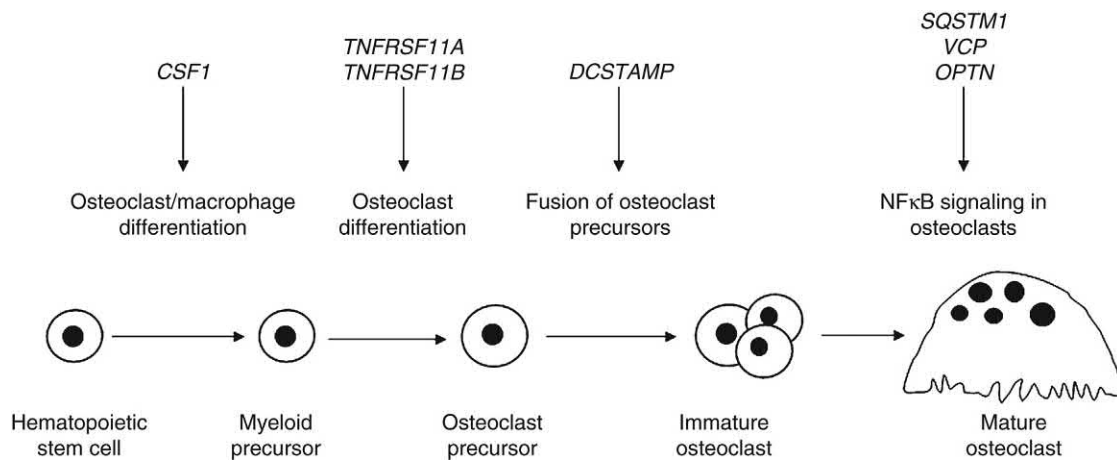 CSF1
TNFRSF11A
TNFRSF11B
DCSTAMP
SQSTM1
VCP
OPTN
Osteoclast/macrophage
differentiation
Osteoclast
differentiation
Fusion of osteoclast
precursors
NFκB signaling in
osteoclasts
Hematopoietic
stem cell
Myeloid
precursor
Osteoclast
precursor
Immature
osteoclast
Mature
osteoclast